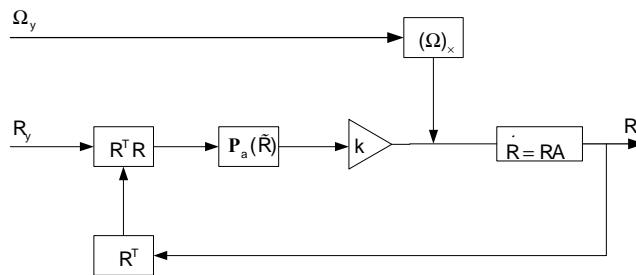 Ω_y
(Ω)_×
R_y
R^T R
P_a(R̃)
k
Ṙ = RA
R
R^T